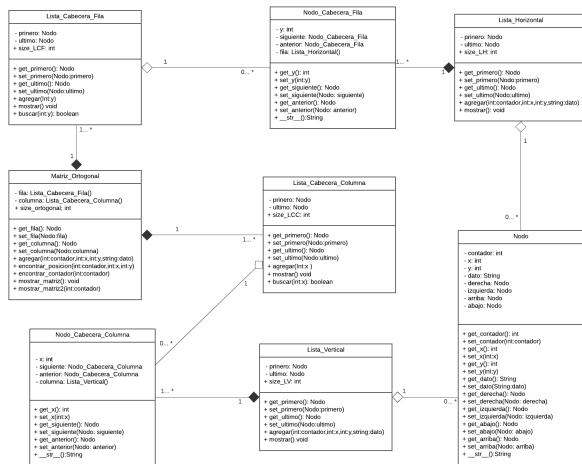 Lista_Cabecera_Fila
- prinero: Nodo
- ultimo: Nodo
+ size_LCF: int
+ get_primero(): Nodo
+ set_primero(Nodo:primero)
+ get_ultimo(): Nodo
+ set_ultimo(Nodo:ultimo)
+ agregar(int:y)
+ mostrar() void
+ buscar(int:y): boolean
1
0... *
Nodo_Cabecera_Fila
- y: int
- siguiente: Nodo_Cabecera_Fila
- anterior: Nodo_Cabecera_Fila
- fila: Lista_Horizontal()
+ get_y(): int
+ set_y(int:y)
+ get_siguiente(): Nodo
+ set_siguiente(Nodo: siguiente)
+ get_anterior(): Nodo
+ set_anterior(Nodo: anterior)
+ __str__():String
1... *
1
Lista_Horizontal
- prinero: Nodo
- ultimo: Nodo
+ size_LH: int
+ get_primero(): Nodo
+ set_primero(Nodo:primero)
+ get_ultimo(): Nodo
+ set_ultimo(Nodo:ultimo)
+ agregar(int:contador,int:x,int:y,string:dato)
+ mostrar(): void
1... *
1
1
0... *
Matriz_Ortogonal
- fila: Lista_Cabecera_Fila()
- columna: Lista_Cabecera_Columna()
+ size_ortogonal; int
+ get_fila(): Nodo
+ set_fila(Nodo:fila)
+ get_columna(): Nodo
+ set_columna(Nodo:columna)
+ agregar(int:contador,int:x,int:y,string:dato)
+ encontrar_posicion(int:contador,int:x,int:y)
+ encontrar_contador(int:contador)
+ mostrar_matriz(): void
+ mostrar_matriz2(int:contador)
1
1... *
Lista_Cabecera_Columna
- prinero: Nodo
- ultimo: Nodo
+ size_LCC: int
+ get_primero(): Nodo
+ set_primero(Nodo:primero)
+ get_ultimo(): Nodo
+ set_ultimo(Nodo:ultimo)
+ agregar(int:x )
+ mostrar() void
+ buscar(int:x): boolean
1
0... *
Nodo
- contador: int
- x: int
- y: int
- dato: String
- derecha: Nodo
- izquierda: Nodo
- arriba: Nodo
- abajo: Nodo
+ get_contador(): int
+ set_contador(int:contador)
+ get_x(): int
+ set_x(int:x)
+ get_y(): int
+ set_y(int:y)
+ get_dato(): String
+ set_dato(String:dato)
+ get_derecha(): Nodo
+ set_derecha(Nodo: derecha)
+ get_izquierda(): Nodo
+ set_izquierda(Nodo: izquierda)
+ get_abajo(): Nodo
+ set_abajo(Nodo: abajo)
+ get_arriba(): Nodo
+ set_arriba(Nodo: arriba)
+ __str__():String
Nodo_Cabecera_Columna
- x: int
- siguiente: Nodo_Cabecera_Columna
- anterior: Nodo_Cabecera_Columna
- columna: Lista_Vertical()
+ get_x(): int
+ set_x(int:x)
+ get_siguiente(): Nodo
+ set_siguiente(Nodo: siguiente)
+ get_anterior(): Nodo
+ set_anterior(Nodo: anterior)
+ __str__():String
1... *
1
Lista_Vertical
- prinero: Nodo
- ultimo: Nodo
+ size_LV: int
+ get_primero(): Nodo
+ set_primero(Nodo:primero)
+ get_ultimo(): Nodo
+ set_ultimo(Nodo:ultimo)
+ agregar(int:contador,int:x,int:y,string:dato)
+ mostrar() void
1
0... *